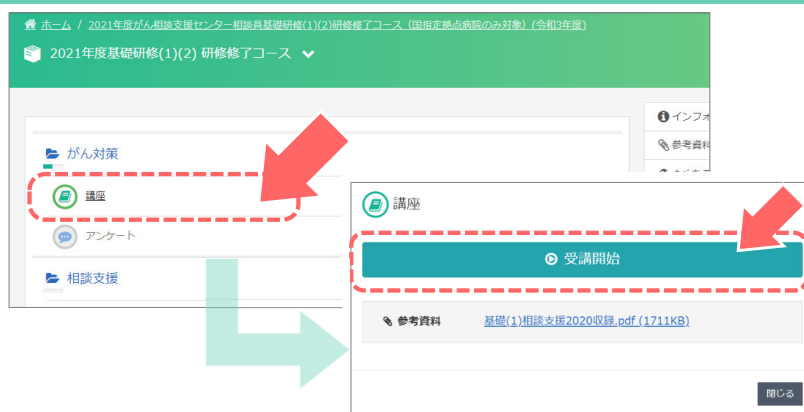 ホーム / 2021年度がん相談支援センター相談員基礎研修(1)(2)研修修了コース（国指定拠点病院のみ対象）(令和3年度)
2021年度基礎研修(1)(2) 研修修了コース
インフォ
参考資料
がん対策
講座
アンケート
相談支援
講座
受講開始
参考資料 基礎(1)相談支援2020収録.pdf (1711KB)
閉じる